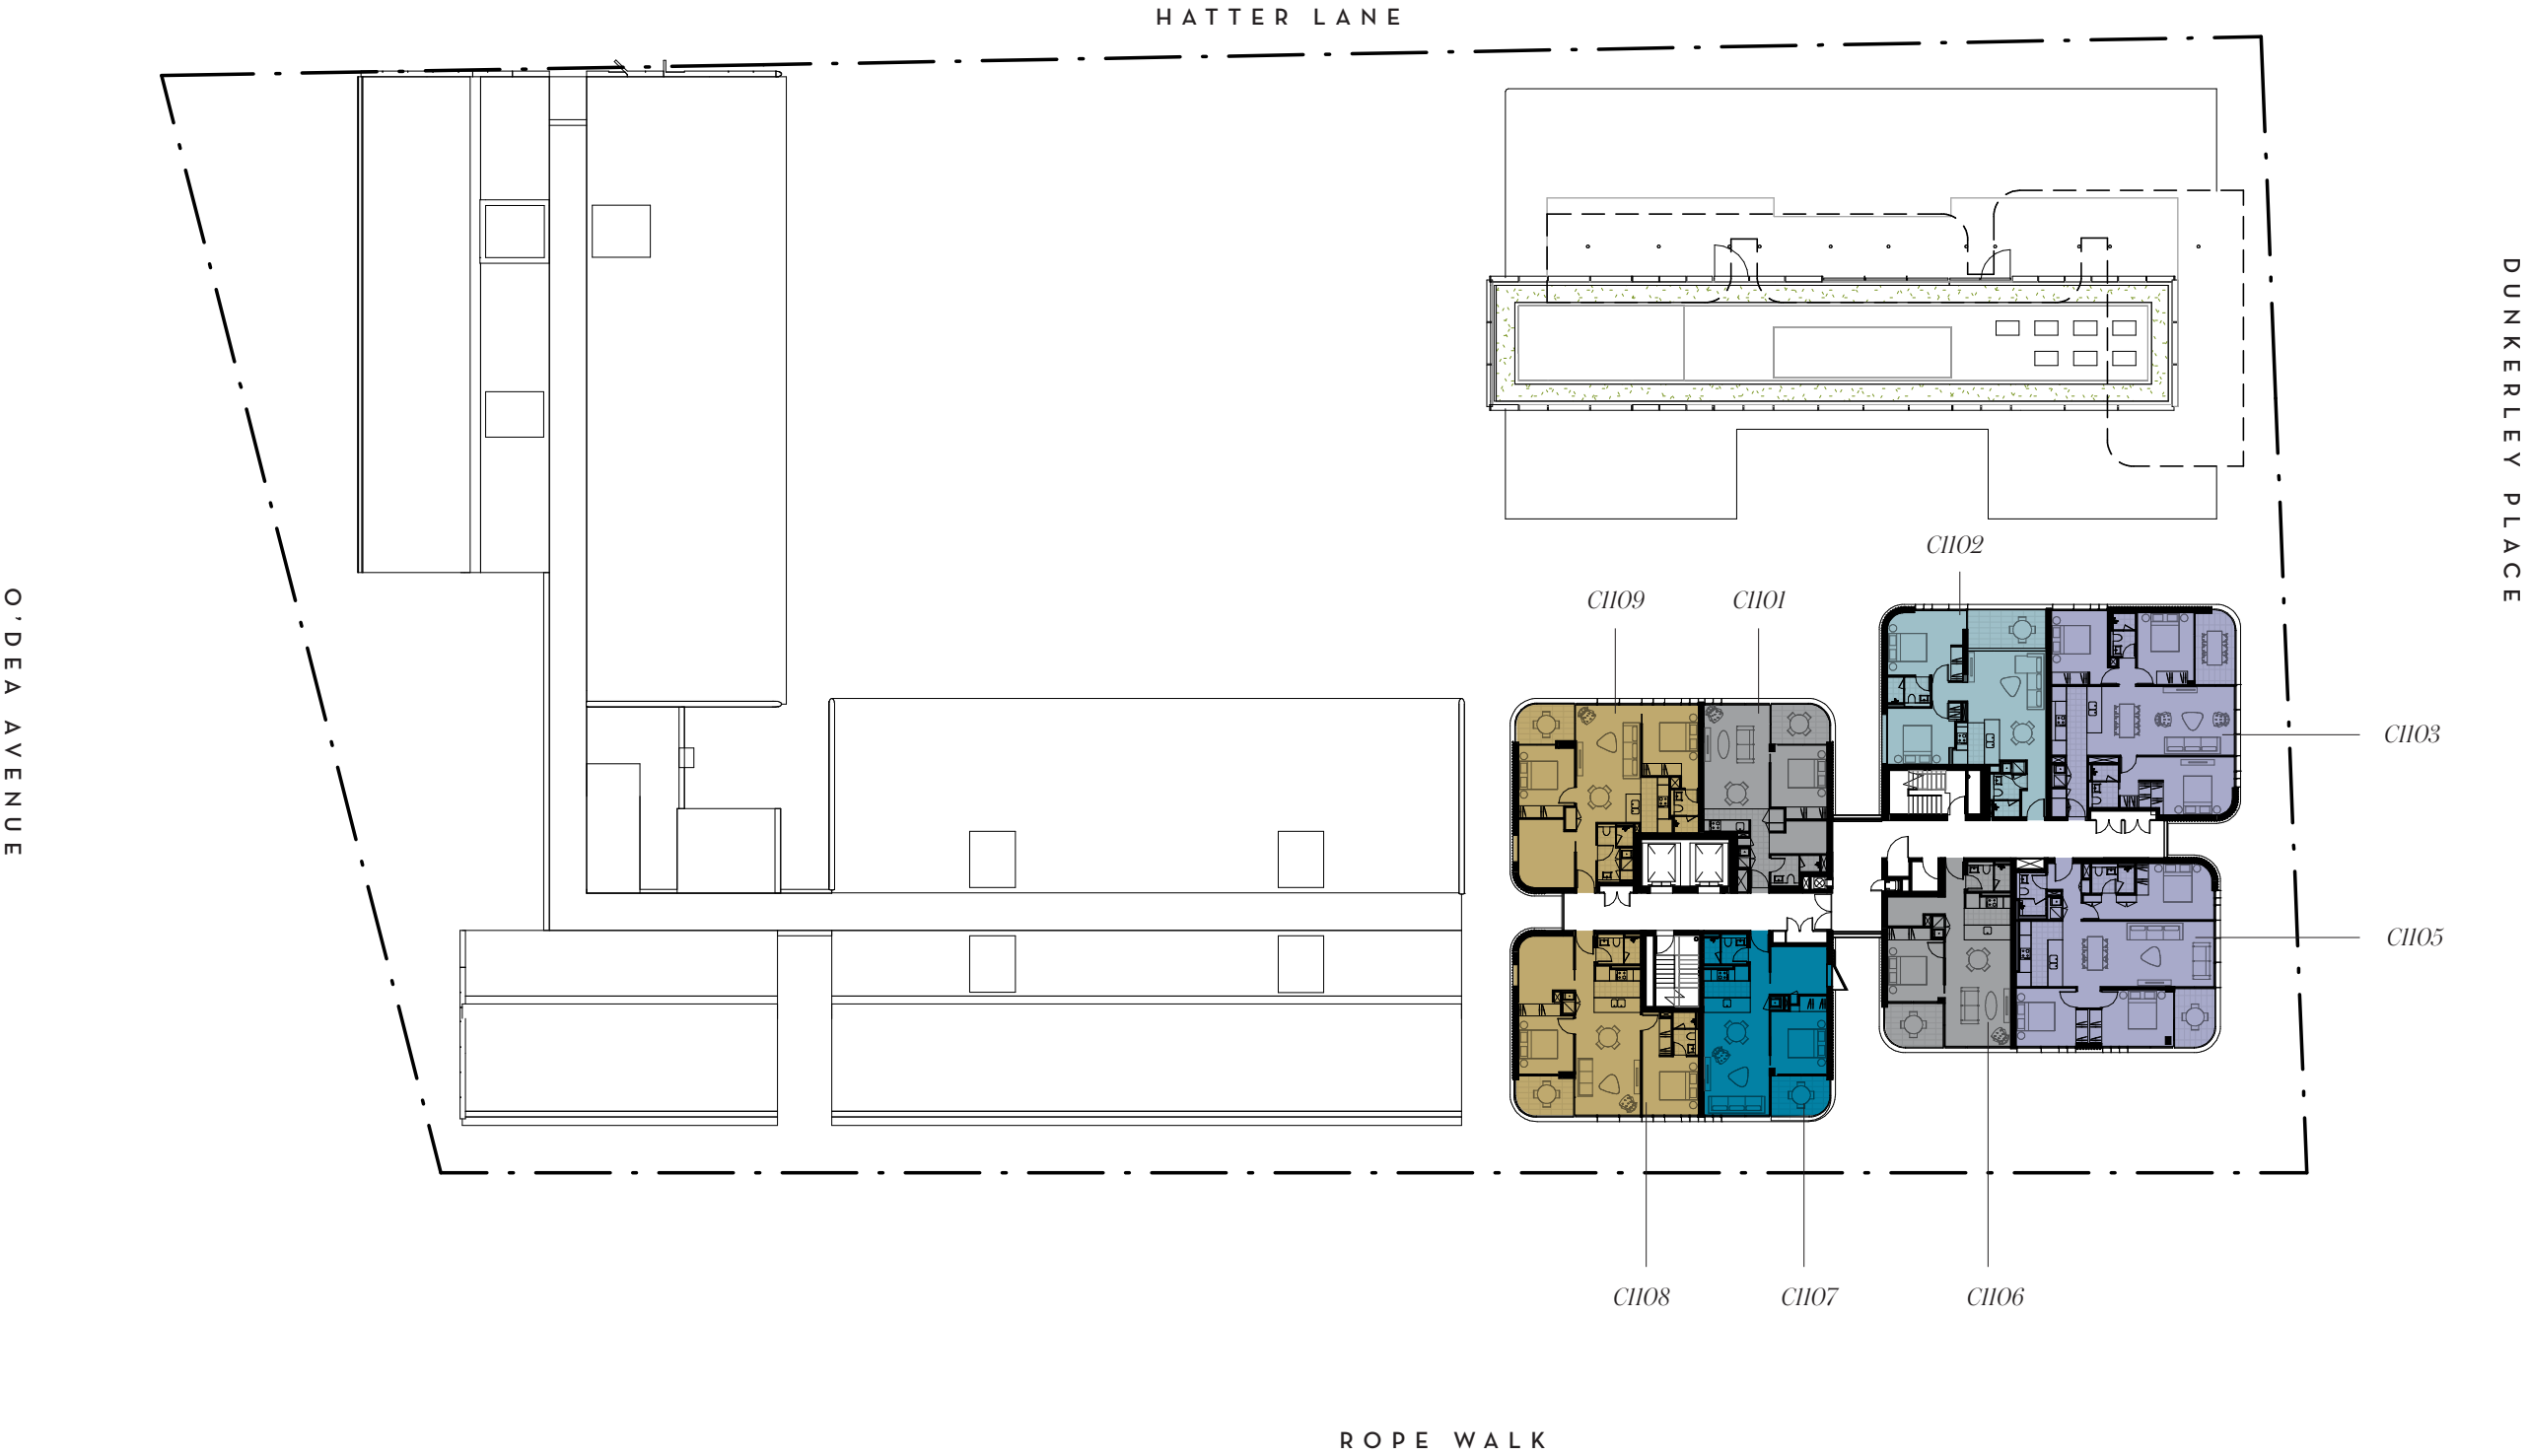 HATTER LANE
DUNKERLEY PLACE
C1102
C1109
C1101
O'DEA AVENUE
C1103
C1105
C1108
C1107
C1106
ROPE WALK